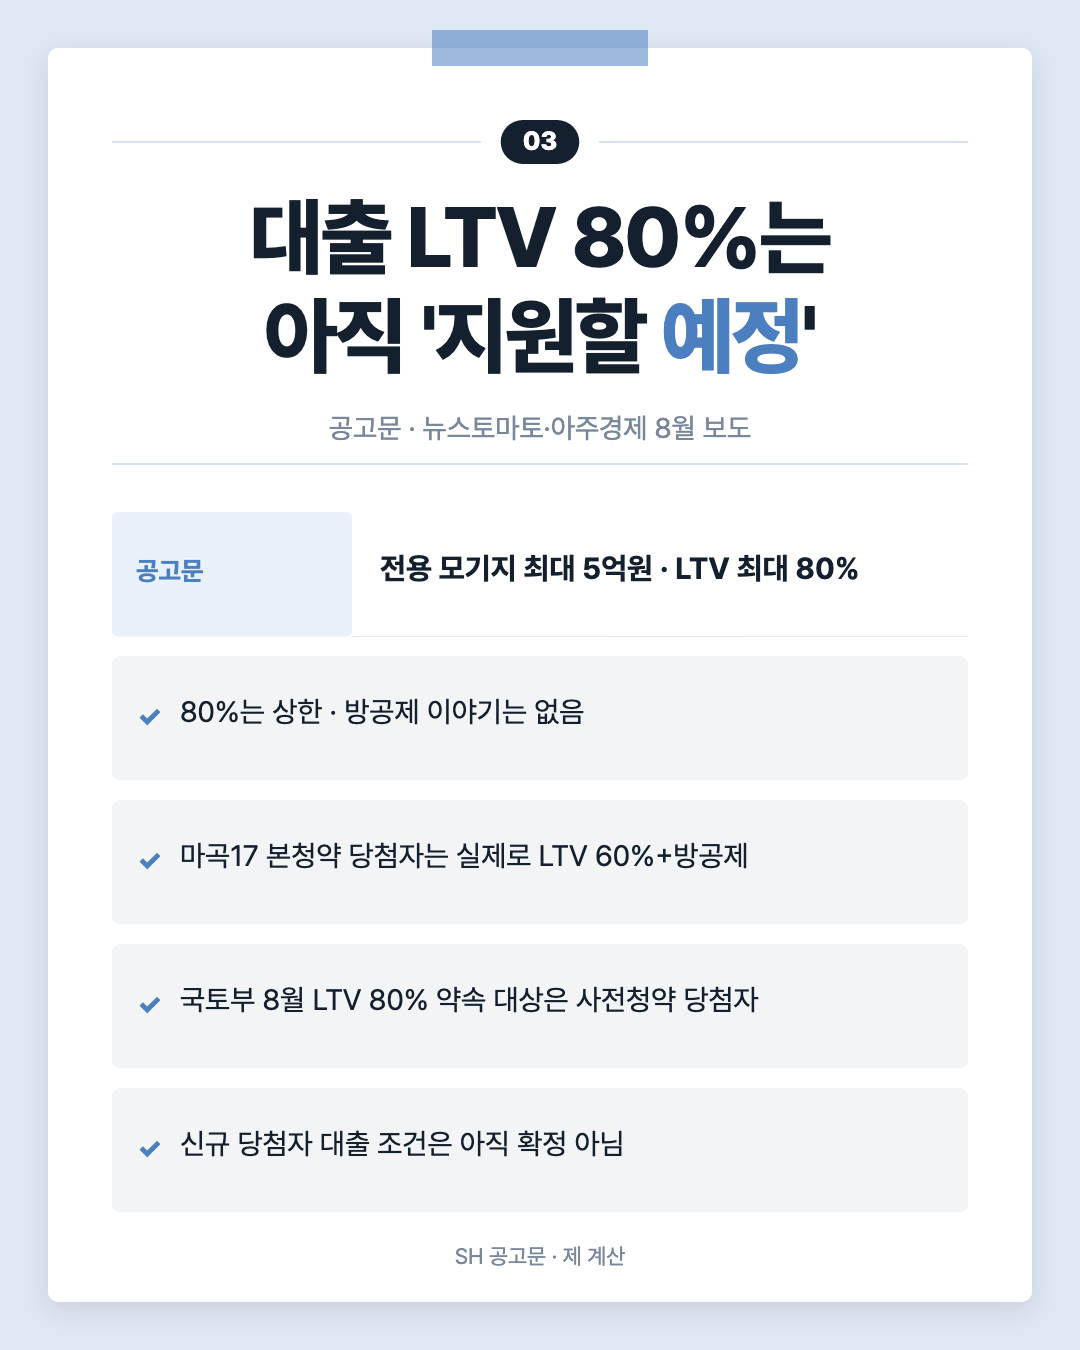 03
대출 LTV 80%는
아직 '지원할 예정'
공고문 · 뉴스토마토·아주경제 8월 보도
공고문
전용 모기지 최대 5억원 · LTV 최대 80%
80%는 상한 · 방공제 이야기는 없음
마곡17 본청약 당첨자는 실제로 LTV 60%+방공제
국토부 8월 LTV 80% 약속 대상은 사전청약 당첨자
신규 당첨자 대출 조건은 아직 확정 아님
SH 공고문 · 제 계산